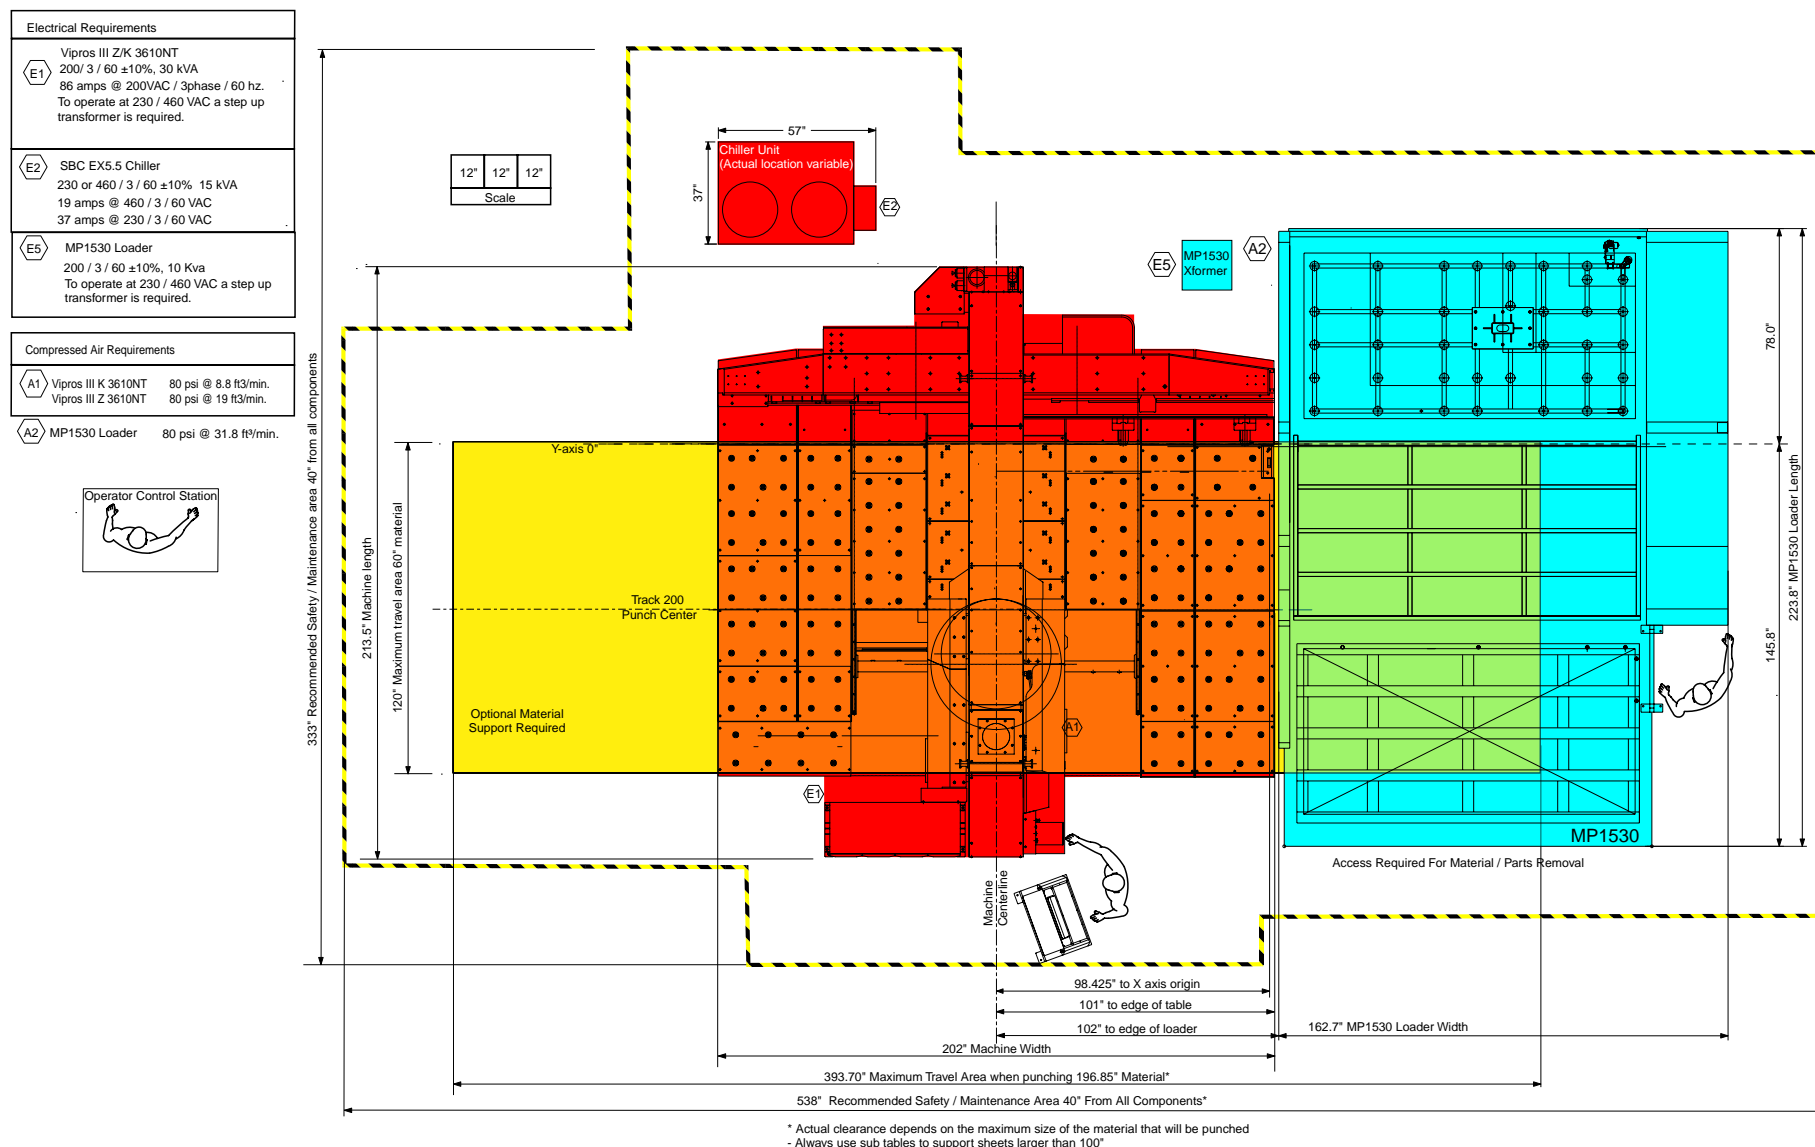 Electrical Requirements
E1
Vipros III Z/K 3610NT
200/ 3 / 60 ±10%, 30 kVA
86 amps @ 200VAC / 3phase / 60 hz.
To operate at 230 / 460 VAC a step up
transformer is required.
E2
SBC EX5.5 Chiller
230 or 460 / 3 / 60 ±10% 15 kVA
19 amps @ 460 / 3 / 60 VAC
37 amps @ 230 / 3 / 60 VAC
E5
MP1530 Loader
200 / 3 / 60 ±10%, 10 Kva
To operate at 230 / 460 VAC a step up
transformer is required.
Compressed Air Requirements
A1
Vipros III K 3610NT 80 psi @ 8.8 ft3/min.
Vipros III Z 3610NT 80 psi @ 19 ft3/min.
A2 MP1530 Loader 80 psi @ 31.8 ft³/min.
Operator Control Station
12" 12" 12"
Scale
57"
37"
Chiller Unit
(Actual location variable)
E2
E5
MP1530
Xformer
A2
333" Recommended Safety / Maintenance area 40" from all components
213.5" Machine length
120" Maximum travel area 60" material
Y-axis 0"
Track 200
Punch Center
Optional Material
Support Required
A1
E1
78.0"
145.8"
223.8" MP1530 Loader Length
MP1530
Access Required For Material / Parts Removal
Machine
Centerline
98.425" to X axis origin
101" to edge of table
102" to edge of loader
162.7" MP1530 Loader Width
202" Machine Width
393.70" Maximum Travel Area when punching 196.85" Material*
538" Recommended Safety / Maintenance Area 40" From All Components*
* Actual clearance depends on the maximum size of the material that will be punched
- Always use sub tables to support sheets larger than 100"